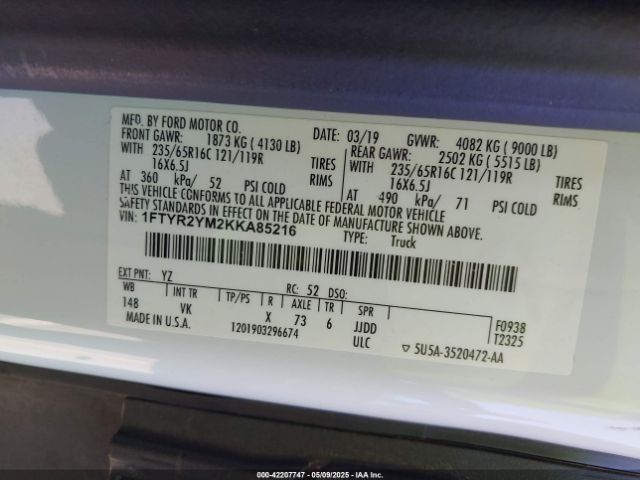 MFD. BY FORD MOTOR CO.
DATE: 03/19 GVWR: 4082 KG ( 9000 LB)
FRONT GAWR: 1873 KG ( 4130 LB)
REAR GAWR: 2502 KG ( 5515 LB)
WITH 235/65R16C 121/119R TIRES
WITH 235/65R16C 121/119R TIRES
16X6.5J RIMS
16X6.5J RIMS
AT 360 kPa/ 52 PSI COLD
AT 490 kPa/ 71 PSI COLD
THIS VEHICLE CONFORMS TO ALL APPLICABLE FEDERAL MOTOR VEHICLE
SAFETY STANDARDS IN EFFECT ON THE DATE OF MANUFACTURE SHOWN ABOVE.
VIN: 1FTYR2YM2KKA85216
TYPE: Truck
EXT PNT: YZ RC: 52 DSO:
WB INT TR TP/PS R AXLE TR SPR
148 VK X 73 6 JJDD
F0938
T2325
MADE IN U.S.A. 1201903296674 ULC
▽ 5U5A-3520472-AA
000-42207747 - 05/09/2025 - IAAI.com